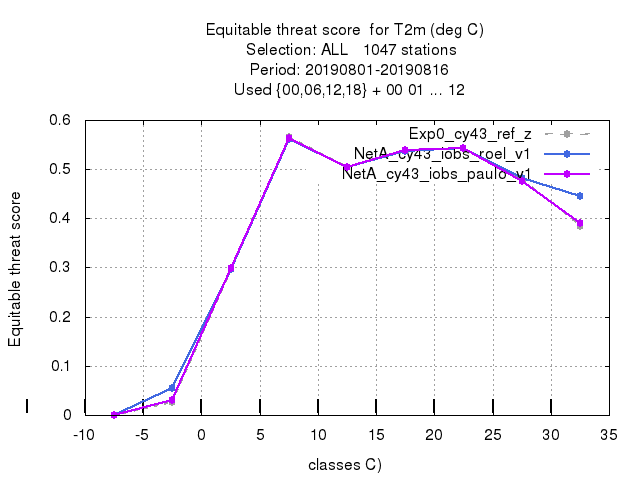 Equitable threat score  for T2m (deg C)
Selection: ALL   1047 stations
Period: 20190801-20190816
Used {00,06,12,18} + 00 01 ... 12
Equitable threat score
0.6
0.5
0.4
0.3
0.2
0.1
0
Exp0_cy43_ref_z
NetA_cy43_iobs_roel_v1
NetA_cy43_iobs_paulo_v1
-10 -5 0 5 10 15 20 25 30 35
classes C)